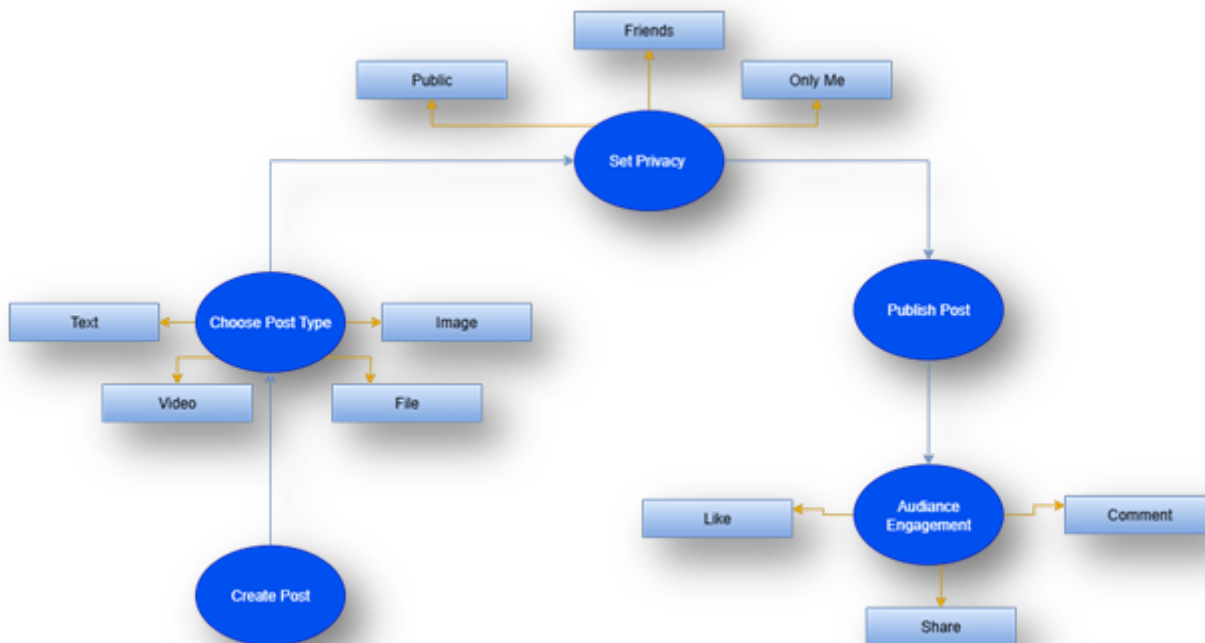 Friends
Public
Only Me
Set Privacy
Choose Post Type
Text
Image
Video
File
Publish Post
Like
Audiance
Engagement
Comment
Create Post
Share